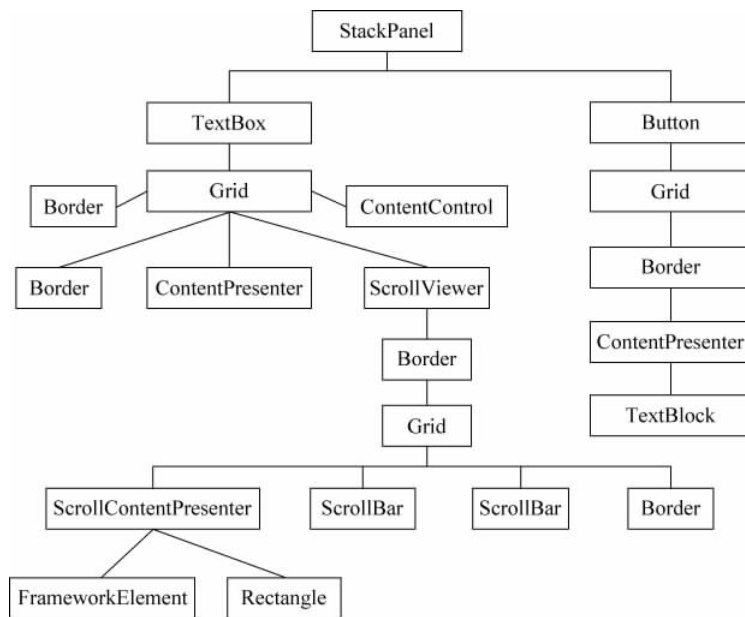 StackPanel
TextBox
Button
Grid
Grid
Border
ContentControl
Border
ContentPresenter
ScrollViewer
Border
Border
ContentPresenter
Grid
TextBlock
ScrollContentPresenter
ScrollBar
ScrollBar
Border
FrameworkElement
Rectangle